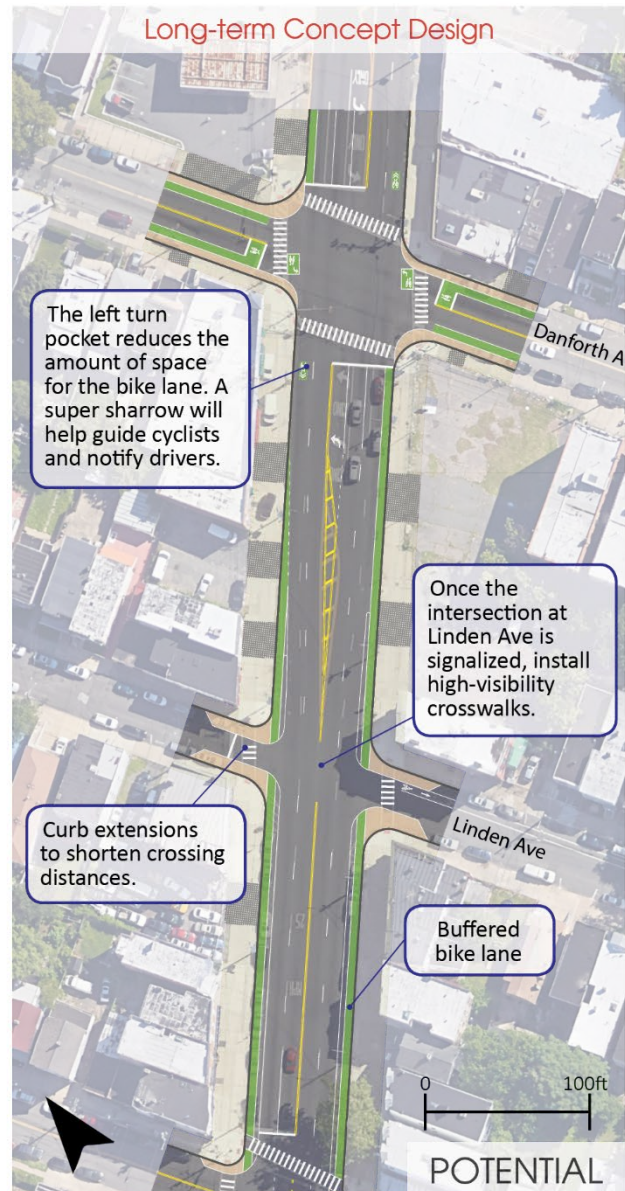 Long-term Concept Design
The left turn
pocket reduces the
amount of space
for the bike lane. A
super sharrow will
help guide cyclists
and notify drivers.
Danforth A
Once the
intersection at
Linden Ave is
signalized, install
high-visibility
crosswalks.
Curb extensions
to shorten crossing
distances.
Linden Ave
Buffered
bike lane
0 100ft
POTENTIAL